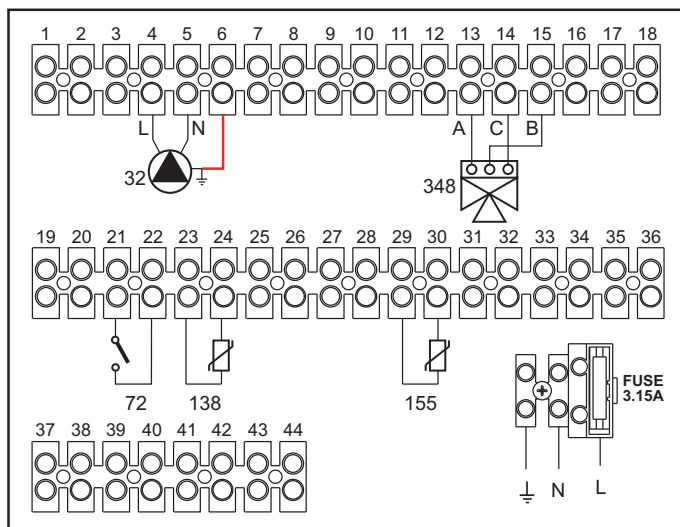 1 2 3 4 5 6 7 8 9 10 11 12 13 14 15 16 17 18
L N A C B
32 348
19 20 21 22 23 24 25 26 27 28 29 30 31 32 33 34 35 36
72 138 155
FUSE
3.15A
37 38 39 40 41 42 43 44
N L